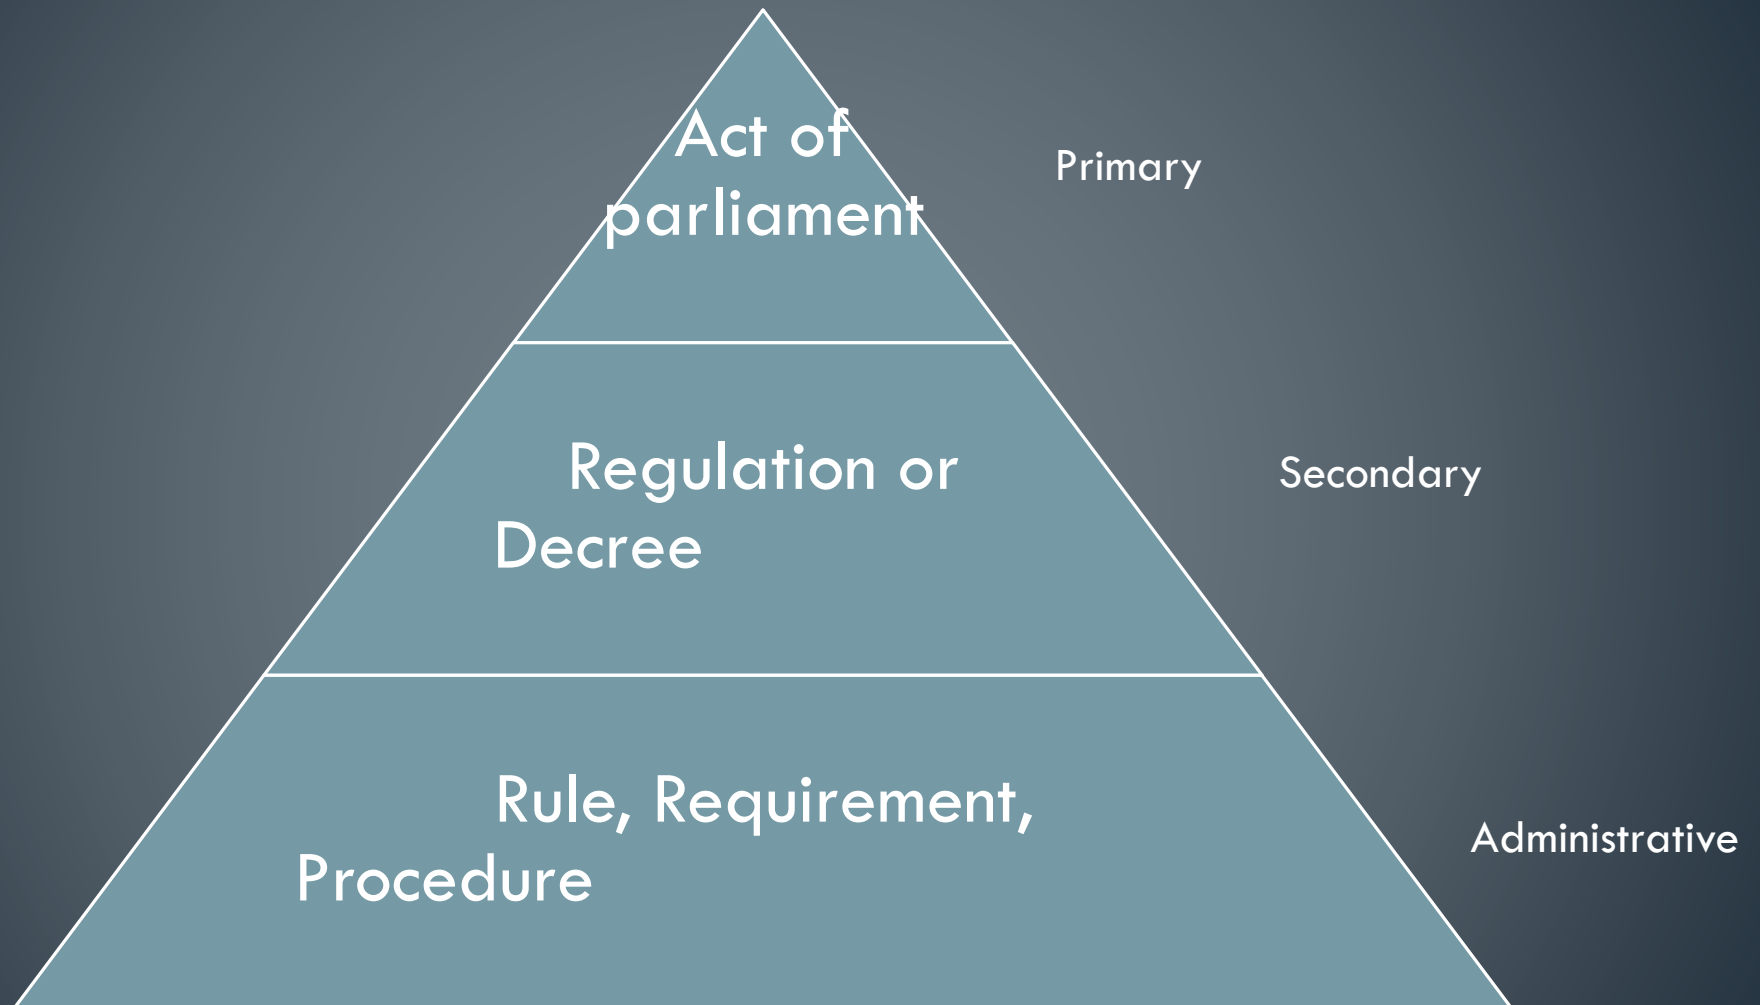 Act of
parliament
Primary
Regulation or
Decree
Secondary
Rule, Requirement,
Procedure
Administrative